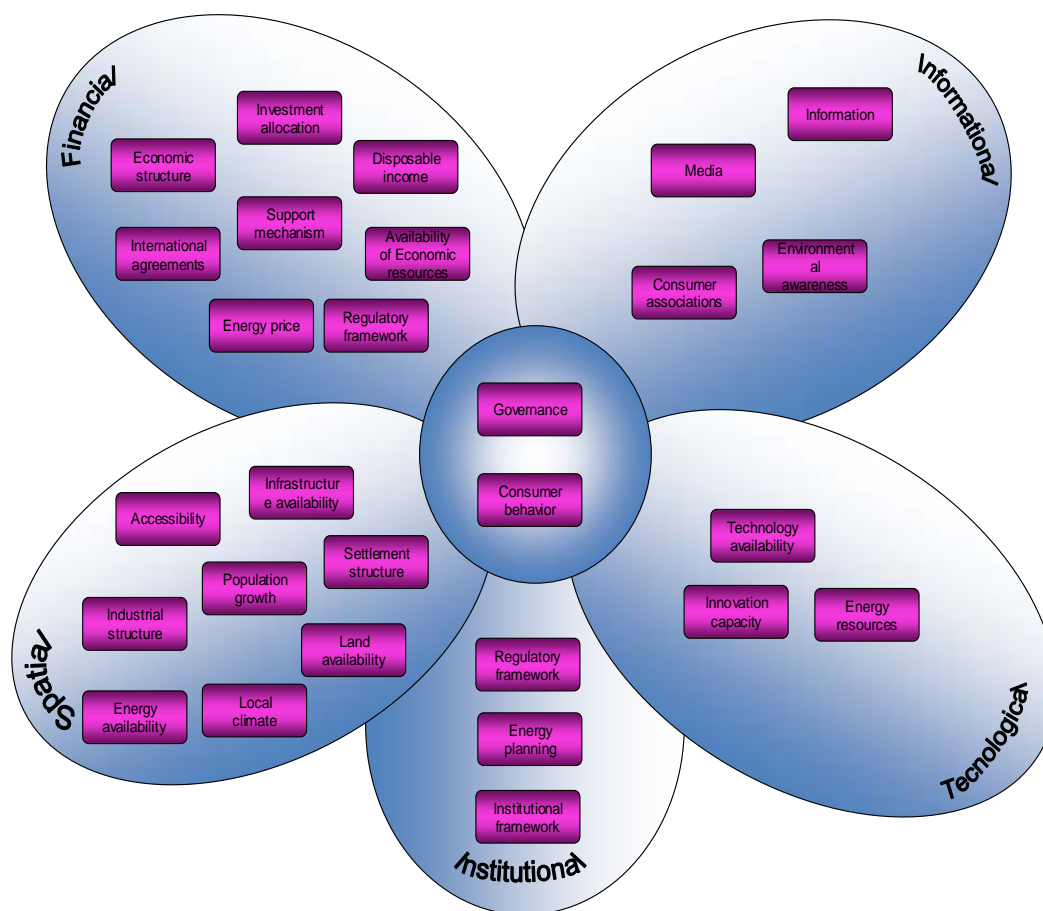 Financial
Investment
allocation
Economic
structure
Disposable
income
Support
mechanism
International
agreements
Availability
of Economic
resources
Energy price
Regulatory
framework
Informational
Information
Media
Environment
al
awareness
Consumer
associations
Governance
Consumer
behavior
Spatial
Infrastructur
e availability
Accessibility
Settlement
structure
Population
growth
Industrial
structure
Land
availability
Energy
availability
Local
climate
Technology
availability
Innovation
capacity
Energy
resources
Tecnological
Regulatory
framework
Energy
planning
Institutional
framework
Institutional